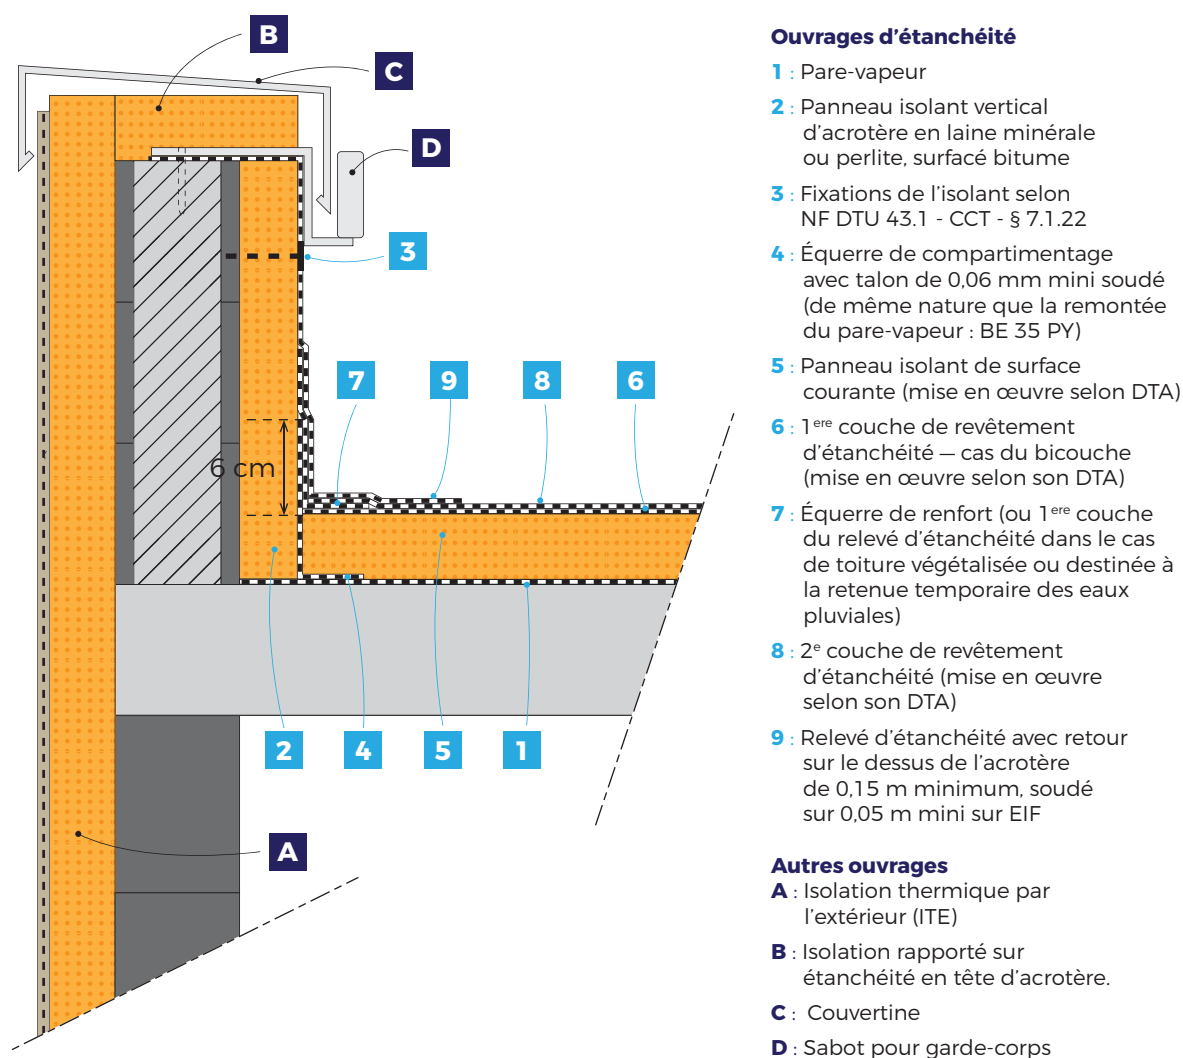 B
C
D
3
7
9
8
6
6 cm
2
4
5
1
A
Ouvrages d’étanchéité
1 : Pare-vapeur
2 : Panneau isolant vertical
d’acrotère en laine minérale
ou perlite, surfacé bitume
3 : Fixations de l’isolant selon
NF DTU 43.1 - CCT - § 7.1.22
4 : Équerre de compartimentage
avec talon de 0,06 mm mini soudé
(de même nature que la remontée
du pare-vapeur : BE 35 PY)
5 : Panneau isolant de surface
courante (mise en œuvre selon DTA)
6 : 1ere couche de revêtement
d’étanchéité — cas du bicouche
(mise en œuvre selon son DTA)
7 : Équerre de renfort (ou 1ere couche
du relevé d’étanchéité dans le cas
de toiture végétalisée ou destinée à
la retenue temporaire des eaux
pluviales)
8 : 2e couche de revêtement
d’étanchéité (mise en œuvre
selon son DTA)
9 : Relevé d’étanchéité avec retour
sur le dessus de l’acrotère
de 0,15 m minimum, soudé
sur 0,05 m mini sur EIF
Autres ouvrages
A : Isolation thermique par
l’extérieur (ITE)
B : Isolation rapporté sur
étanchéité en tête d’acrotère.
C : Couvertine
D : Sabot pour garde-corps